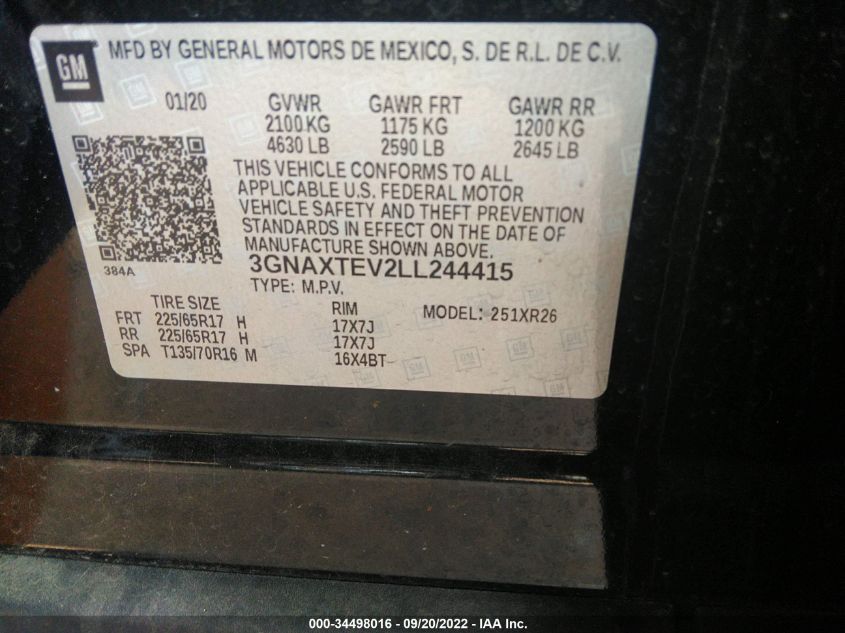 GM
MFD BY GENERAL MOTORS DE MEXICO, S. DE R.L. DE C.V.
01/20 GVWR GAWR FRT GAWR RR
2100 KG 1175 KG 1200 KG
4630 LB 2590 LB 2645 LB
THIS VEHICLE CONFORMS TO ALL
APPLICABLE U.S. FEDERAL MOTOR
VEHICLE SAFETY AND THEFT PREVENTION
STANDARDS IN EFFECT ON THE DATE OF
MANUFACTURE SHOWN ABOVE.
384A
3GNAXTEV2LL244415
TYPE: M.P.V.
TIRE SIZE RIM MODEL: 251XR26
FRT 225/65R17 H 17X7J
RR 225/65R17 H 17X7J
SPA T135/70R16 M 16X4BT
000-34498016 - 09/20/2022 - IAA Inc.